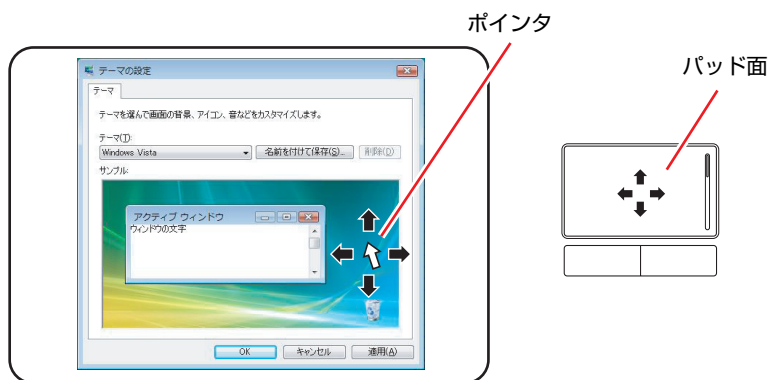 ポインタ
パッド面
テーマの設定
テーマ
テーマを選んで画面の背景、アイコン、音などをカスタマイズします。
テーマ(T):
Windows Vista
名前を付けて保存(S)...
削除(D)
サンプル:
アクティブ ウィンドウ
ウィンドウの文字
OK
キャンセル
適用(A)